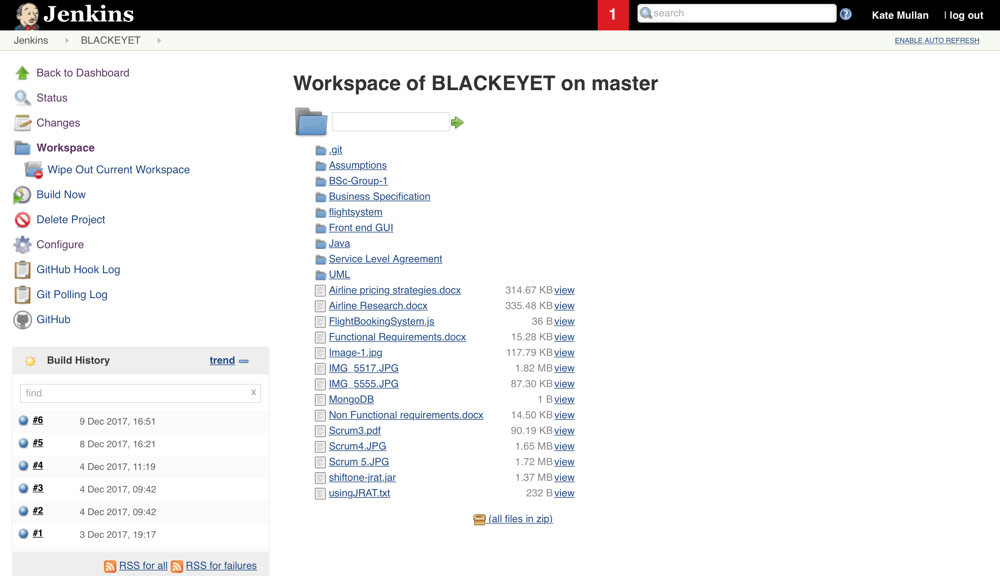 Jenkins
1
search
?
Kate Mullan
| log out
Jenkins
BLACKEYET
ENABLE AUTO REFRESH
Back to Dashboard
Status
Changes
Workspace
Wipe Out Current Workspace
Build Now
Delete Project
Configure
GitHub Hook Log
Git Polling Log
GitHub
Build History trend
find x
#6 9 Dec 2017, 16:51
#5 8 Dec 2017, 16:21
#4 4 Dec 2017, 11:19
#3 4 Dec 2017, 09:42
#2 4 Dec 2017, 09:42
#1 3 Dec 2017, 19:17
RSS for all RSS for failures
Workspace of BLACKEYET on master
.git
Assumptions
BSc-Group-1
Business Specification
flightsystem
Front end GUI
Java
Service Level Agreement
UML
Airline pricing strategies.docx 314.67 KB view
Airline Research.docx 335.48 KB view
FlightBookingSystem.js 36 B view
Functional Requirements.docx 15.28 KB view
Image-1.jpg 117.79 KB view
IMG_5517.JPG 1.82 MB view
IMG_5555.JPG 87.30 KB view
MongoDB 1 B view
Non Functional requirements.docx 14.50 KB view
Scrum3.pdf 90.19 KB view
Scrum4.JPG 1.65 MB view
Scrum 5.JPG 1.72 MB view
shiftone-jrat.jar 1.37 MB view
usingJRAT.txt 232 B view
(all files in zip)